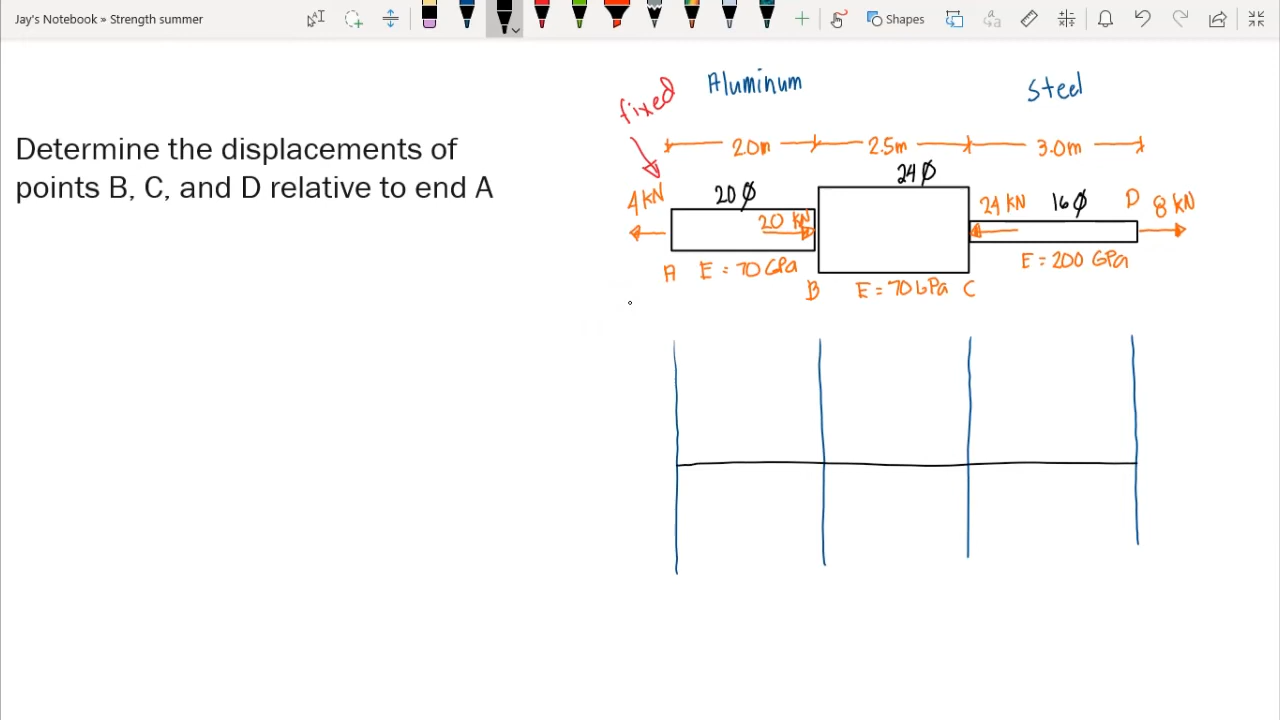 Jay's Notebook » Strength summer
Determine the displacements of
points B, C, and D relative to end A
fixed
Aluminum
Steel
2.0m
2.5m
3.0m
4 kN
20 Ø
20 kN
24 Ø
24 kN
16 Ø
D
8 kN
A
E = 70 GPa
B
E = 70 GPa
C
E = 200 GPa
Shapes